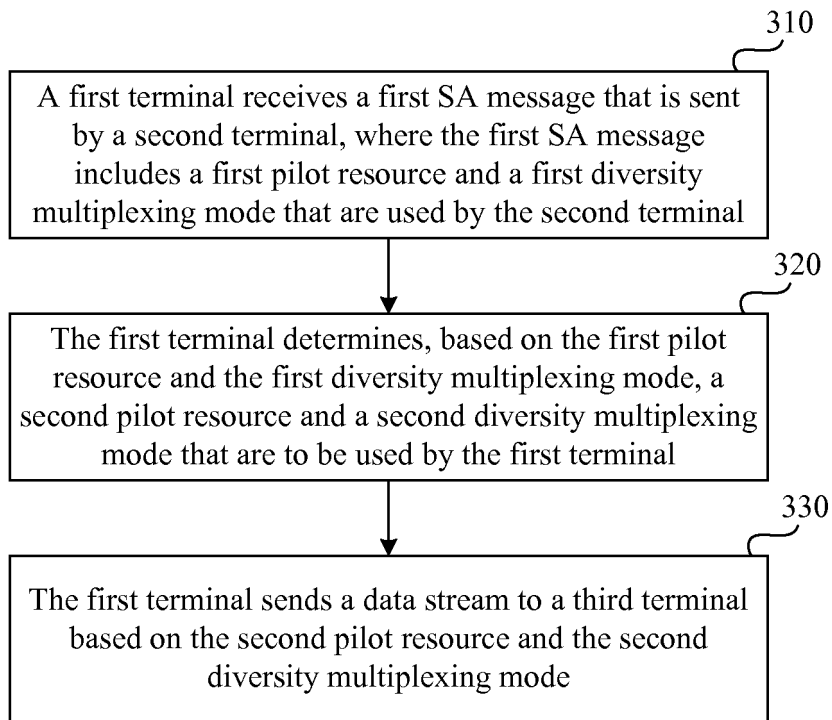 310
A first terminal receives a first SA message that is sent
by a second terminal, where the first SA message
includes a first pilot resource and a first diversity
multiplexing mode that are used by the second terminal
320
The first terminal determines, based on the first pilot
resource and the first diversity multiplexing mode, a
second pilot resource and a second diversity multiplexing
mode that are to be used by the first terminal
330
The first terminal sends a data stream to a third terminal
based on the second pilot resource and the second
diversity multiplexing mode